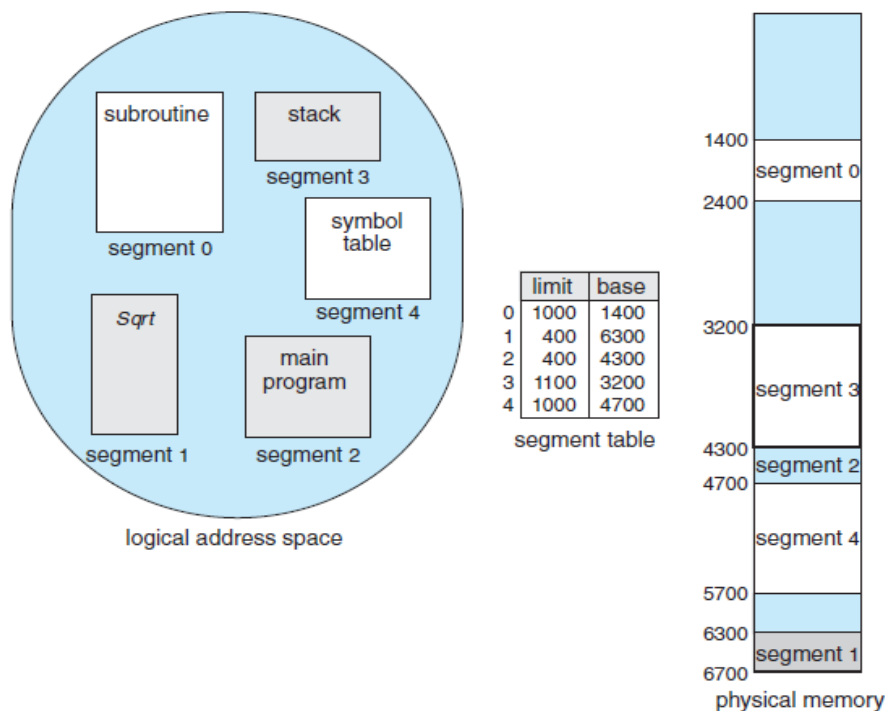 subroutine
segment 0
stack
segment 3
symbol
table
segment 4
Sqrt
segment 1
main
program
segment 2
logical address space
limit base
0 1000 1400
1 400 6300
2 400 4300
3 1100 3200
4 1000 4700
segment table
1400
segment 0
2400
3200
segment 3
4300
segment 2
4700
segment 4
5700
6300
segment 1
6700
physical memory